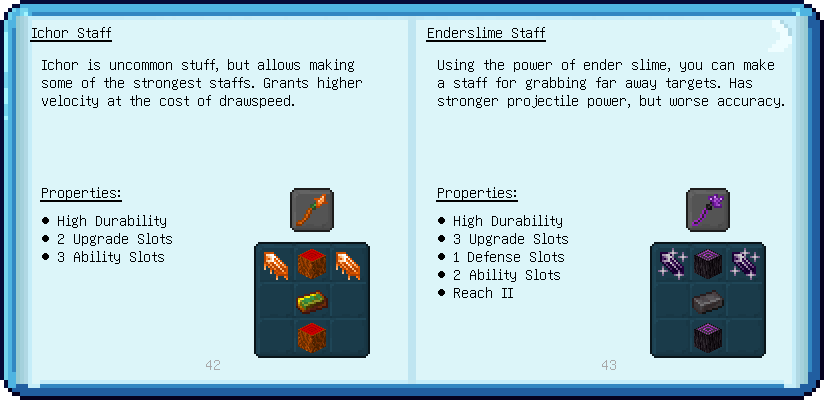 Ichor Staff
Ichor is uncommon stuff, but allows making
some of the strongest staffs. Grants higher
velocity at the cost of drawspeed.
Properties:
• High Durability
• 2 Upgrade Slots
• 3 Ability Slots
42
Enderslime Staff
Using the power of ender slime, you can make
a staff for grabbing far away targets. Has
stronger projectile power, but worse accuracy.
Properties:
• High Durability
• 3 Upgrade Slots
• 1 Defense Slots
• 2 Ability Slots
• Reach II
43